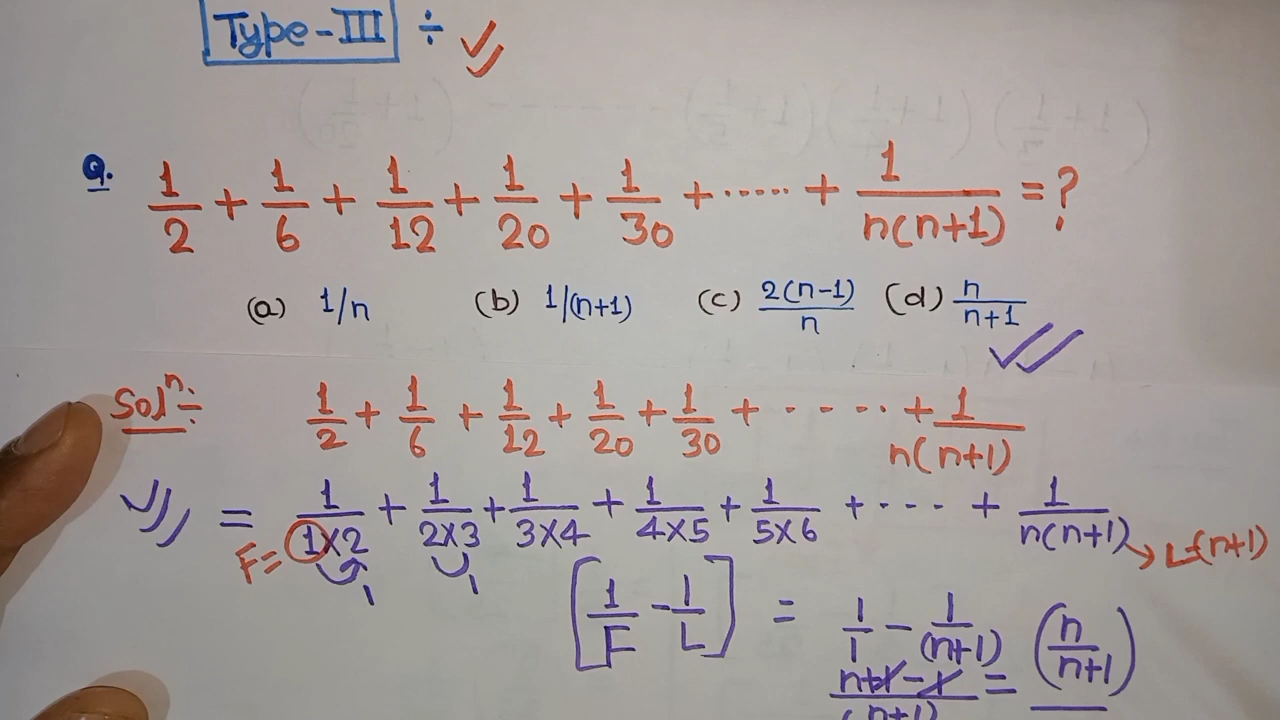 Type-III ÷
Q. 1/2 + 1/6 + 1/12 + 1/20 + 1/30 + ..... + 1/n(n+1) = ?
(a) 1/n (b) 1/(n+1) (c) 2(n-1)/n (d) n/n+1
Solⁿ:- 1/2 + 1/6 + 1/12 + 1/20 + 1/30 + ..... + 1/n(n+1)
= 1/1×2 + 1/2×3 + 1/3×4 + 1/4×5 + 1/5×6 + .... + 1/n(n+1) → L=(n+1)
F=
1 1
[1/F - 1/L] = 1/1 - 1/(n+1)
n+1-1/(n+1) = (n/n+1)